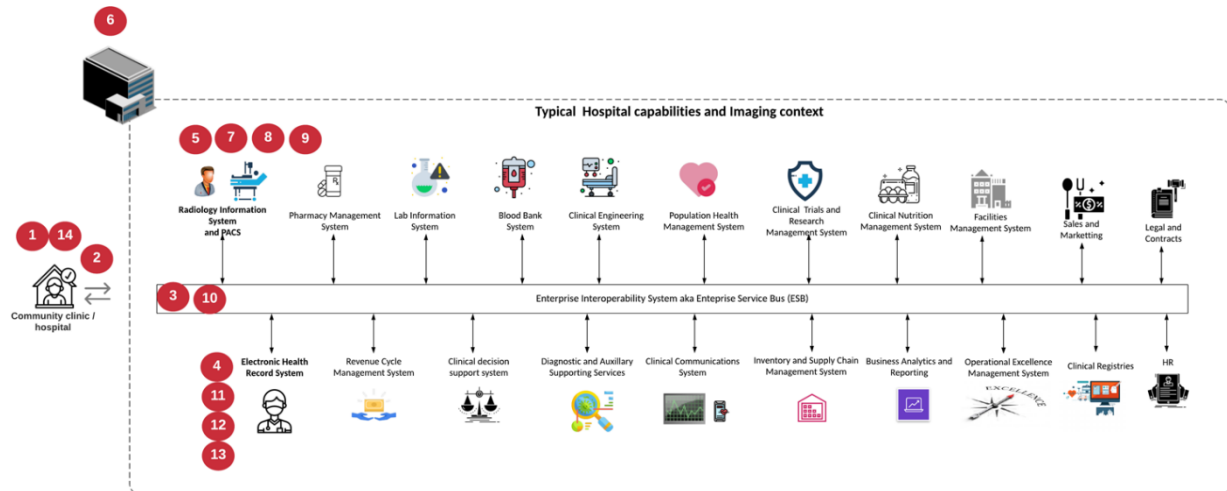 6
Typical Hospital capabilities and Imaging context
5 7 8 9
Radiology Information
System
and PACS
Pharmacy Management
System
Lab Information
System
Blood Bank
System
Clinical Engineering
System
Population Health
Management System
Clinical Trials and
Research
Management System
Clinical Nutrition
Management System
Facilities
Management System
Sales and
Marketting
Legal and
Contracts
1 14
2
Community clinic /
hospital
3 10
Enterprise Interoperability System aka Enteprise Service Bus (ESB)
4
11
12
13
Electronic Health
Record System
Revenue Cycle
Management System
Clinical decision
support system
Diagnostic and Auxillary
Supporting Services
Clinical Communications
System
Inventory and Supply Chain
Management System
Business Analytics and
Reporting
Operational Excellence
Management System
EXCELLENCE
Clinical Registries
HR